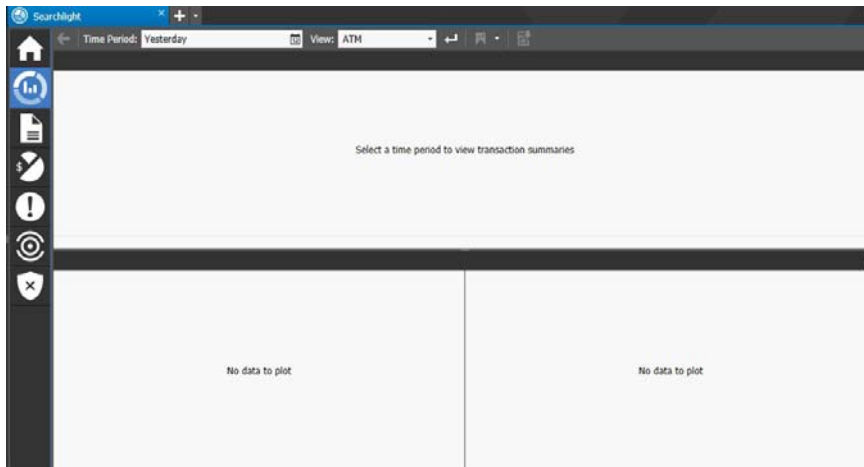 Searchlight
Time Period: Yesterday View: ATM
Select a time period to view transaction summaries
No data to plot No data to plot